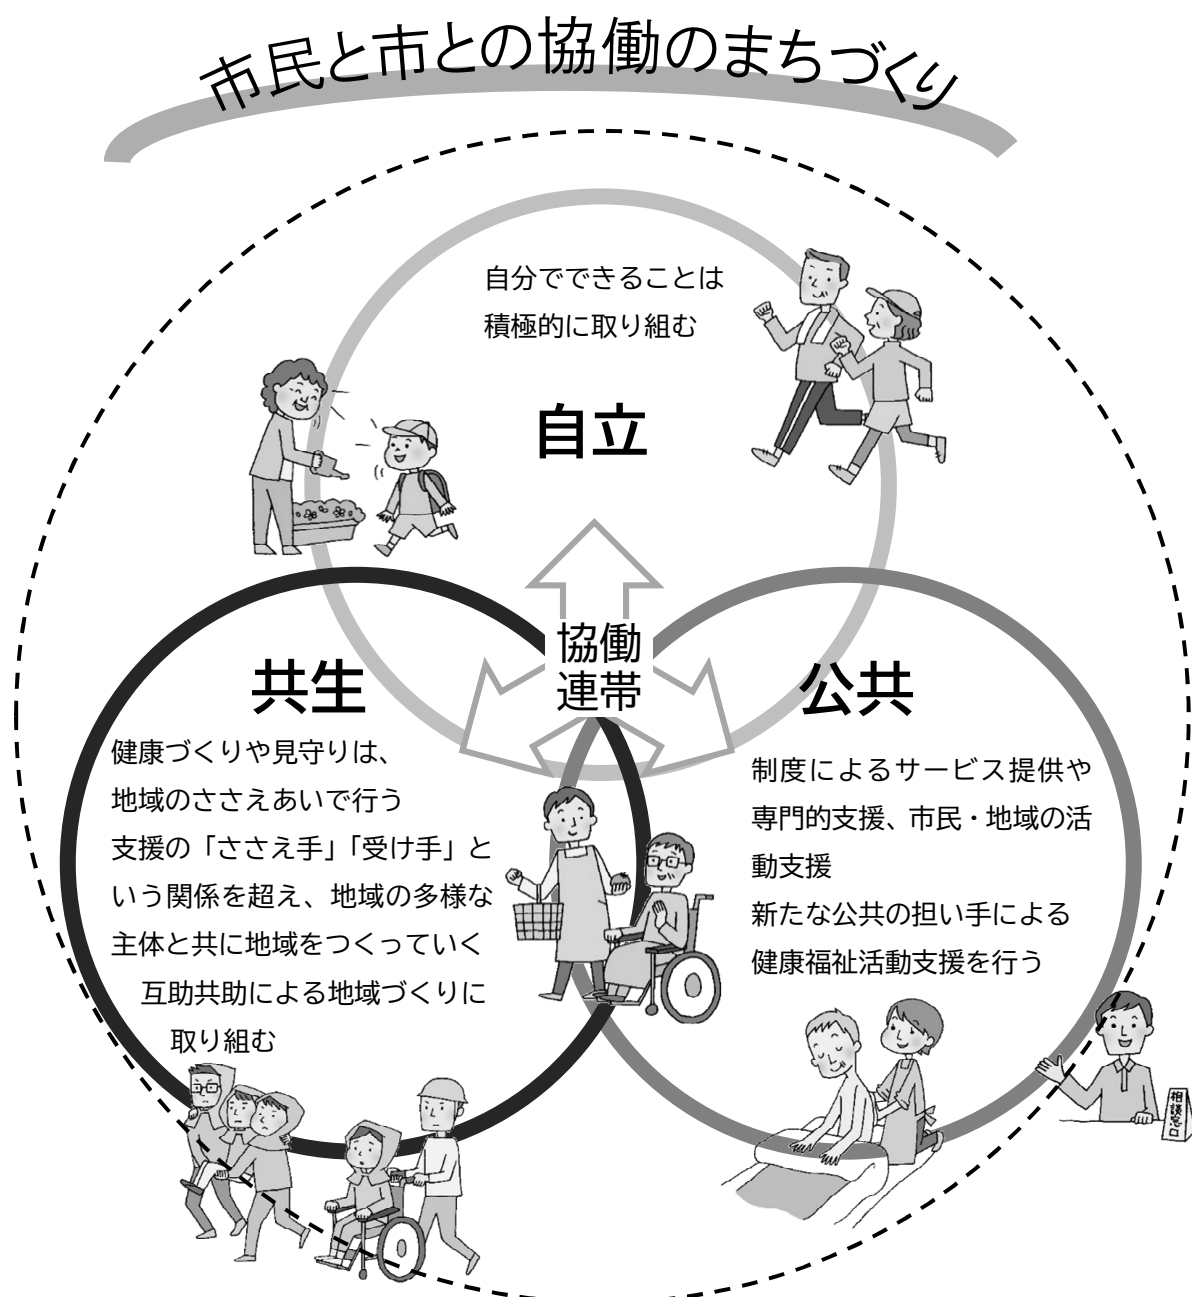 市民と市との協働のまちづくり
自分でできることは
積極的に取り組む
自立
協働
連帯
共生
健康づくりや見守りは、
地域のささえあいで行う
支援の「ささえ手」「受け手」と
いう関係を超え、地域の多様な
主体と共に地域をつくっていく
互助共助による地域づくりに
取り組む
公共
制度によるサービス提供や
専門的支援、市民・地域の活
動支援
新たな公共の担い手による
健康福祉活動支援を行う
相談窓口